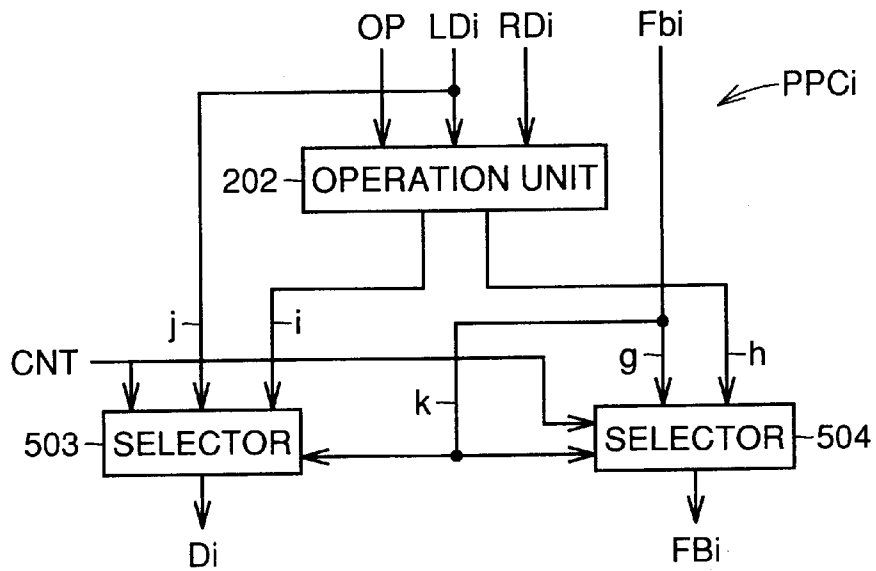 OP LDi RDi Fbi
PPCi
202 OPERATION UNIT
j i
CNT g h
k
503 SELECTOR SELECTOR 504
Di FBi